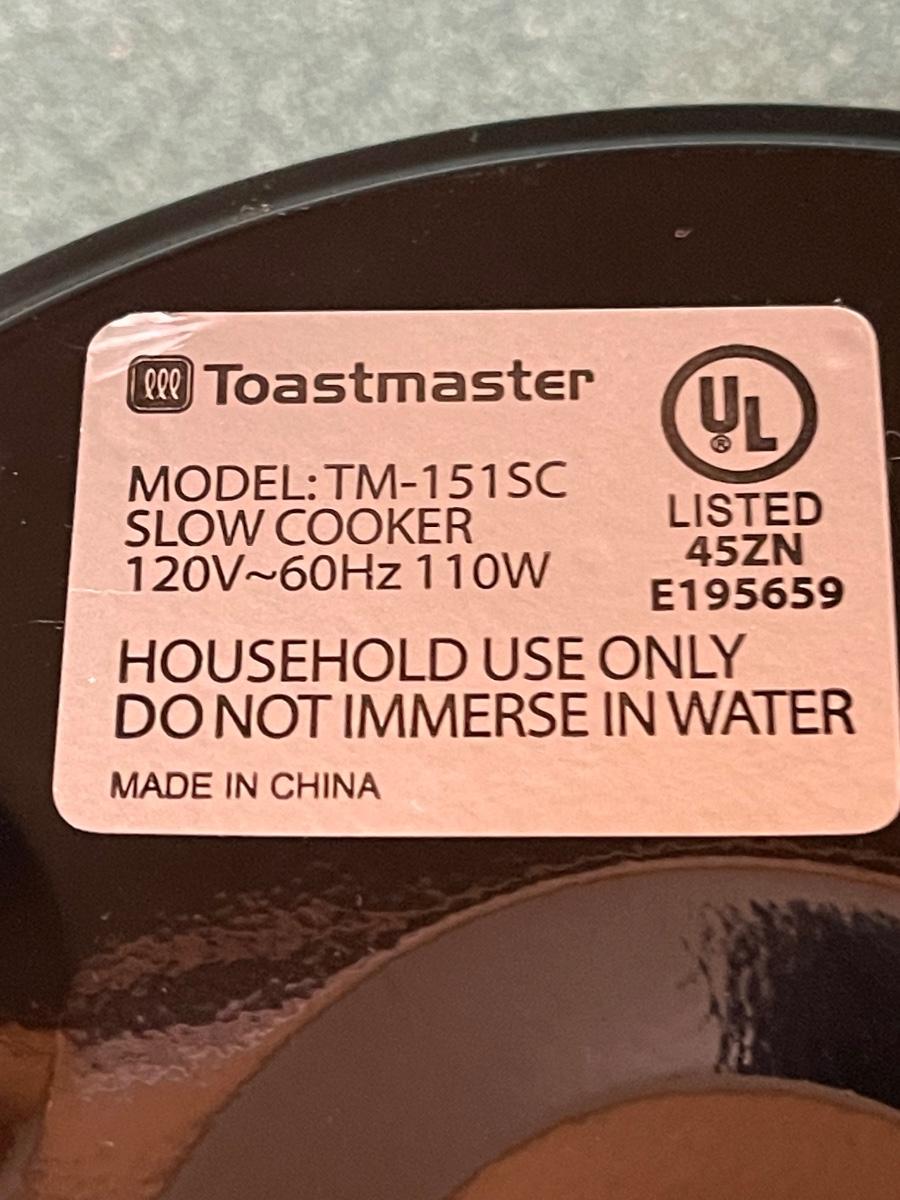 Toastmaster
MODEL: TM-151SC
SLOW COOKER
120V~60Hz 110W
UL
®
LISTED
45ZN
E195659
HOUSEHOLD USE ONLY
DO NOT IMMERSE IN WATER
MADE IN CHINA